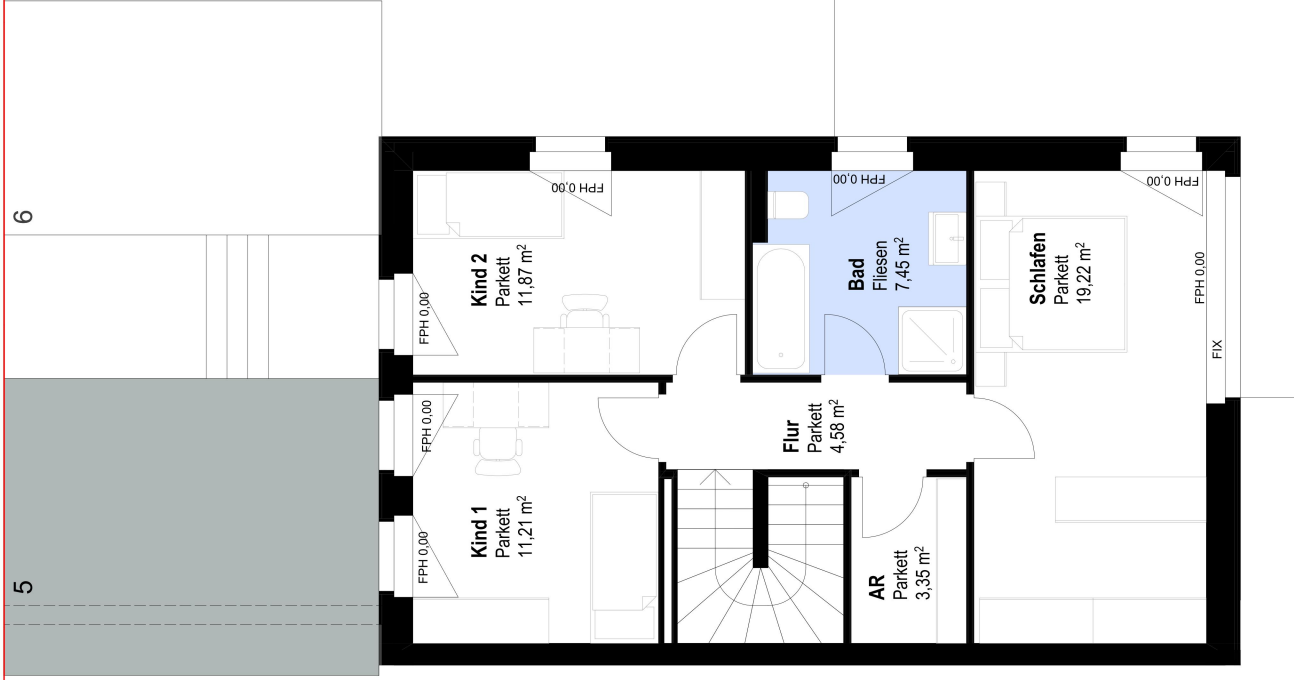 6
5
Kind 2
Parkett
11,87 m²
Kind 1
Parkett
11,21 m²
Bad
Fliesen
7,45 m²
Flur
Parkett
4,58 m²
AR
Parkett
3,35 m²
Schlafen
Parkett
19,22 m²
FPH 0,00
FPH 0,00
FPH 0,00
FPH 0,00
FPH 0,00
FPH 0,00
FPH 0,00
FIX